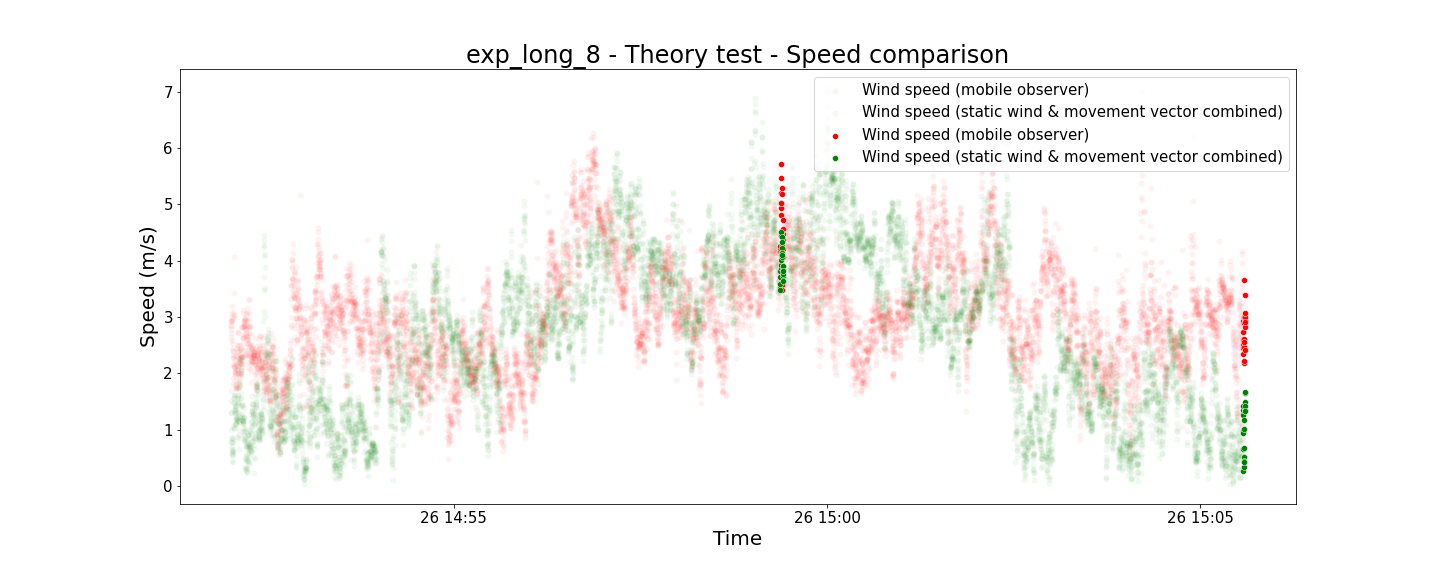 exp_long_8 - Theory test - Speed comparison
Wind speed (mobile observer)
Wind speed (static wind & movement vector combined)
Wind speed (mobile observer)
Wind speed (static wind & movement vector combined)
Speed (m/s)
7
6
5
4
3
2
1
0
26 14:55
26 15:00
26 15:05
Time